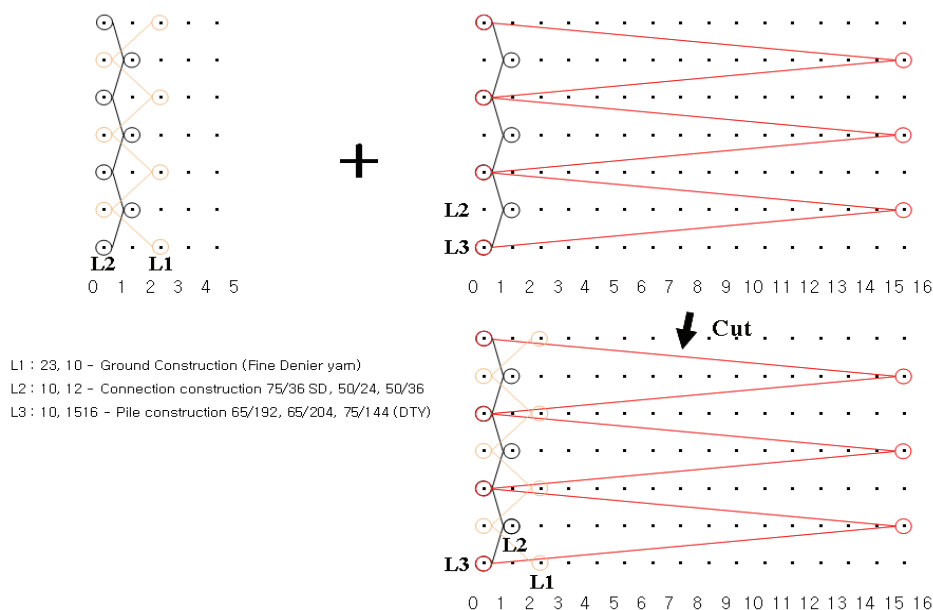 L2
L3
L2 L1
0 1 2 3 4 5
0 1 2 3 4 5 6 7 8 9 10 11 12 13 14 15 16
Cut
L1 : 23, 10 - Ground Construction (Fine Denier yarn)
L2 : 10, 12 - Connection construction 75/36 SD, 50/24, 50/36
L3 : 10, 1516 - Pile construction 65/192, 65/204, 75/144 (DTY)
L2
L3
L1
0 1 2 3 4 5 6 7 8 9 10 11 12 13 14 15 16